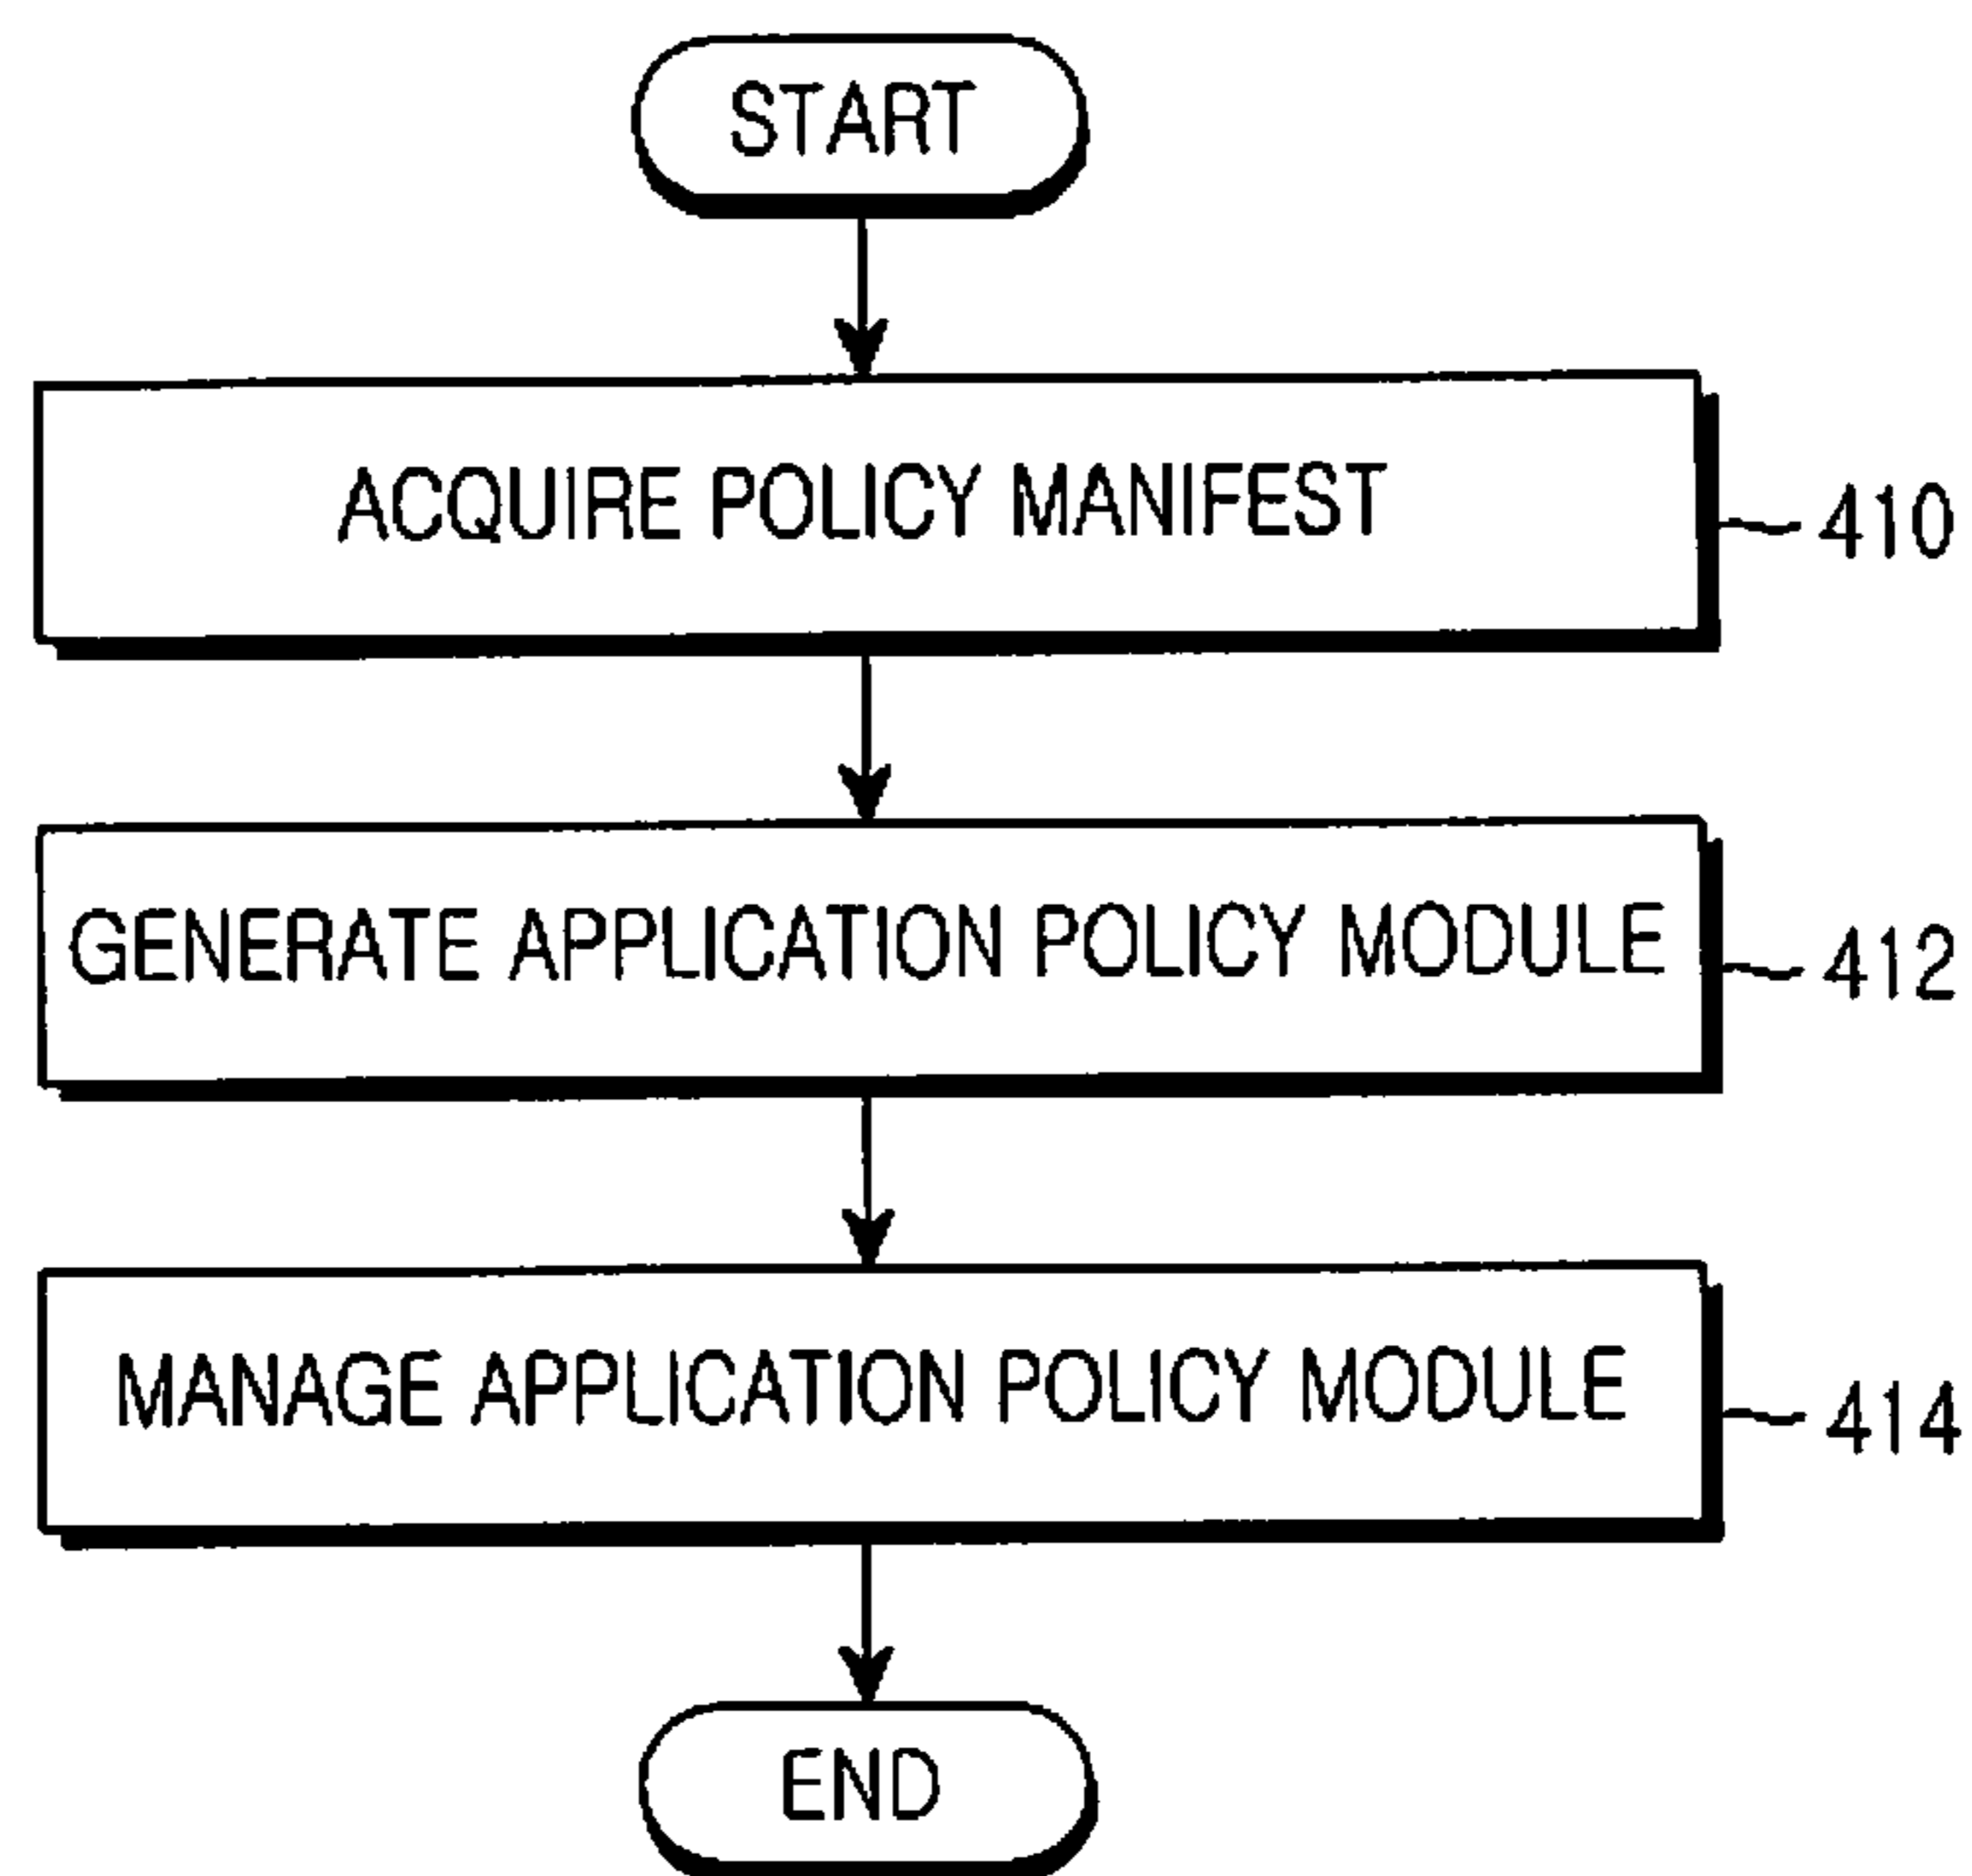 START
ACQUIRE POLICY MANIFEST
410
GENERATE APPLICATION POLICY MODULE
412
MANAGE APPLICATION POLICY MODULE
414
END